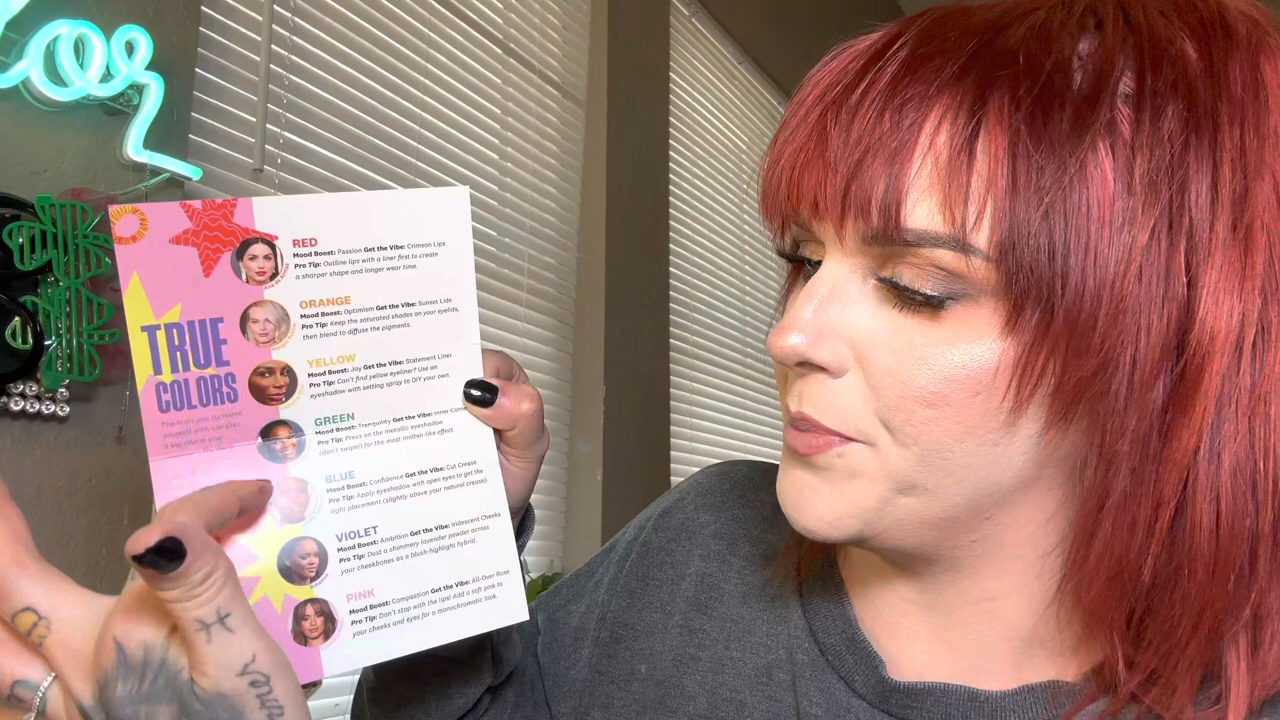 TRUE
COLORS
RED
Mood Boost: Passion Get the Vibe: Crimson Lips
Pro Tip: Outline lips with a liner first to create
a sharper shape and longer wear time.
ORANGE
Mood Boost: Optimism Get the Vibe: Sunset Lids
Pro Tip: Keep the saturated shades on your eyelids,
then blend to diffuse the pigments.
YELLOW
Mood Boost: Joy Get the Vibe: Statement Liner
Pro Tip: Can't find yellow eyeliner? Use an
eyeshadow with setting spray to DIY your own.
GREEN
Mood Boost: Tranquility Get the Vibe: Inner
Pro Tip: Press on the metallic eyeshadow
(don't swipe!) for the most molten-like effect.
BLUE
Mood Boost: Confidence Get the Vibe: Cut Crease
Pro Tip: Apply eyeshadow with open eyes to get the
right placement (slightly above your natural crease).
VIOLET
Mood Boost: Ambition Get the Vibe: Iridescent Cheeks
Pro Tip: Dust a shimmery lavender powder across
your cheekbones as a blush-highlight hybrid.
PINK
Mood Boost: Compassion Get the Vibe: All-Over Rose
Pro Tip: Don't stop with the lips! Add a soft pink to
your cheeks and eyes for a monochromatic look.